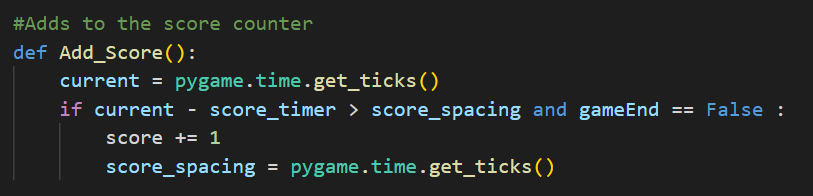 #Adds to the score counter
def Add_Score():
    current = pygame.time.get_ticks()
    if current - score_timer > score_spacing and gameEnd == False :
        score += 1
        score_spacing = pygame.time.get_ticks()